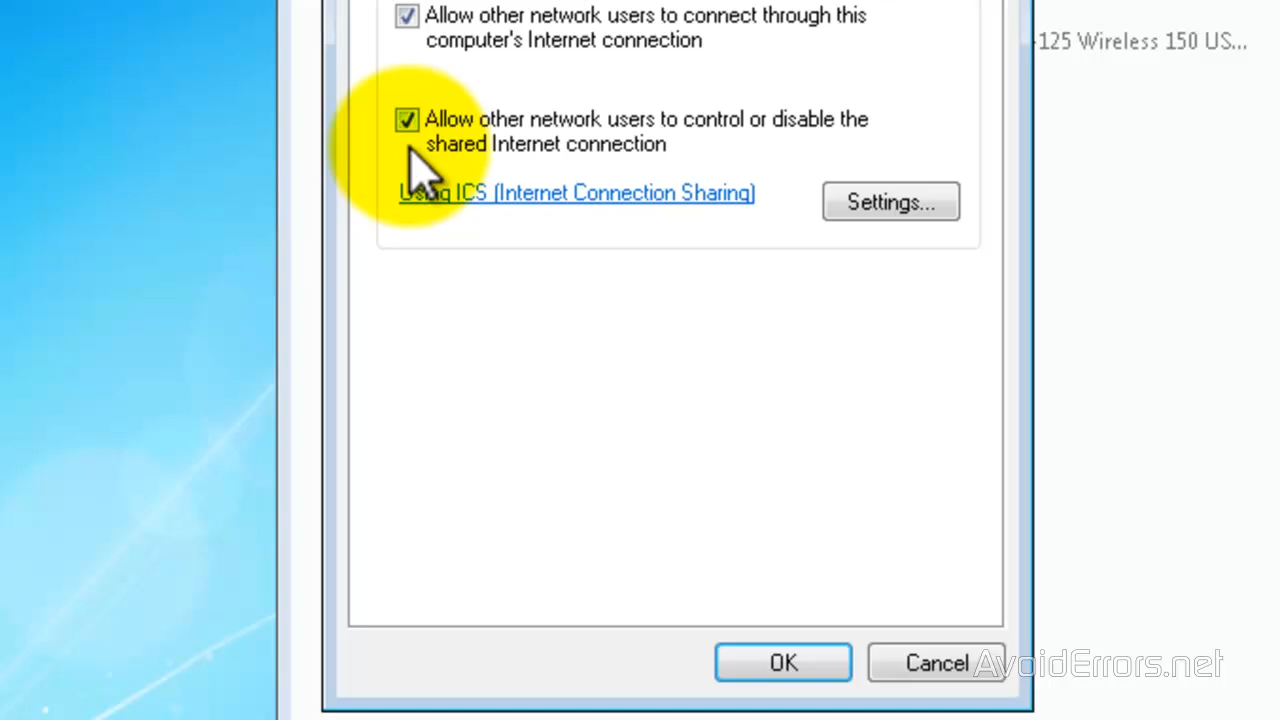 Allow other network users to connect through this
computer's Internet connection
-125 Wireless 150 US...
Allow other network users to control or disable the
shared Internet connection
Using ICS (Internet Connection Sharing)
Settings...
OK
Cancel
AvoidErrors.net